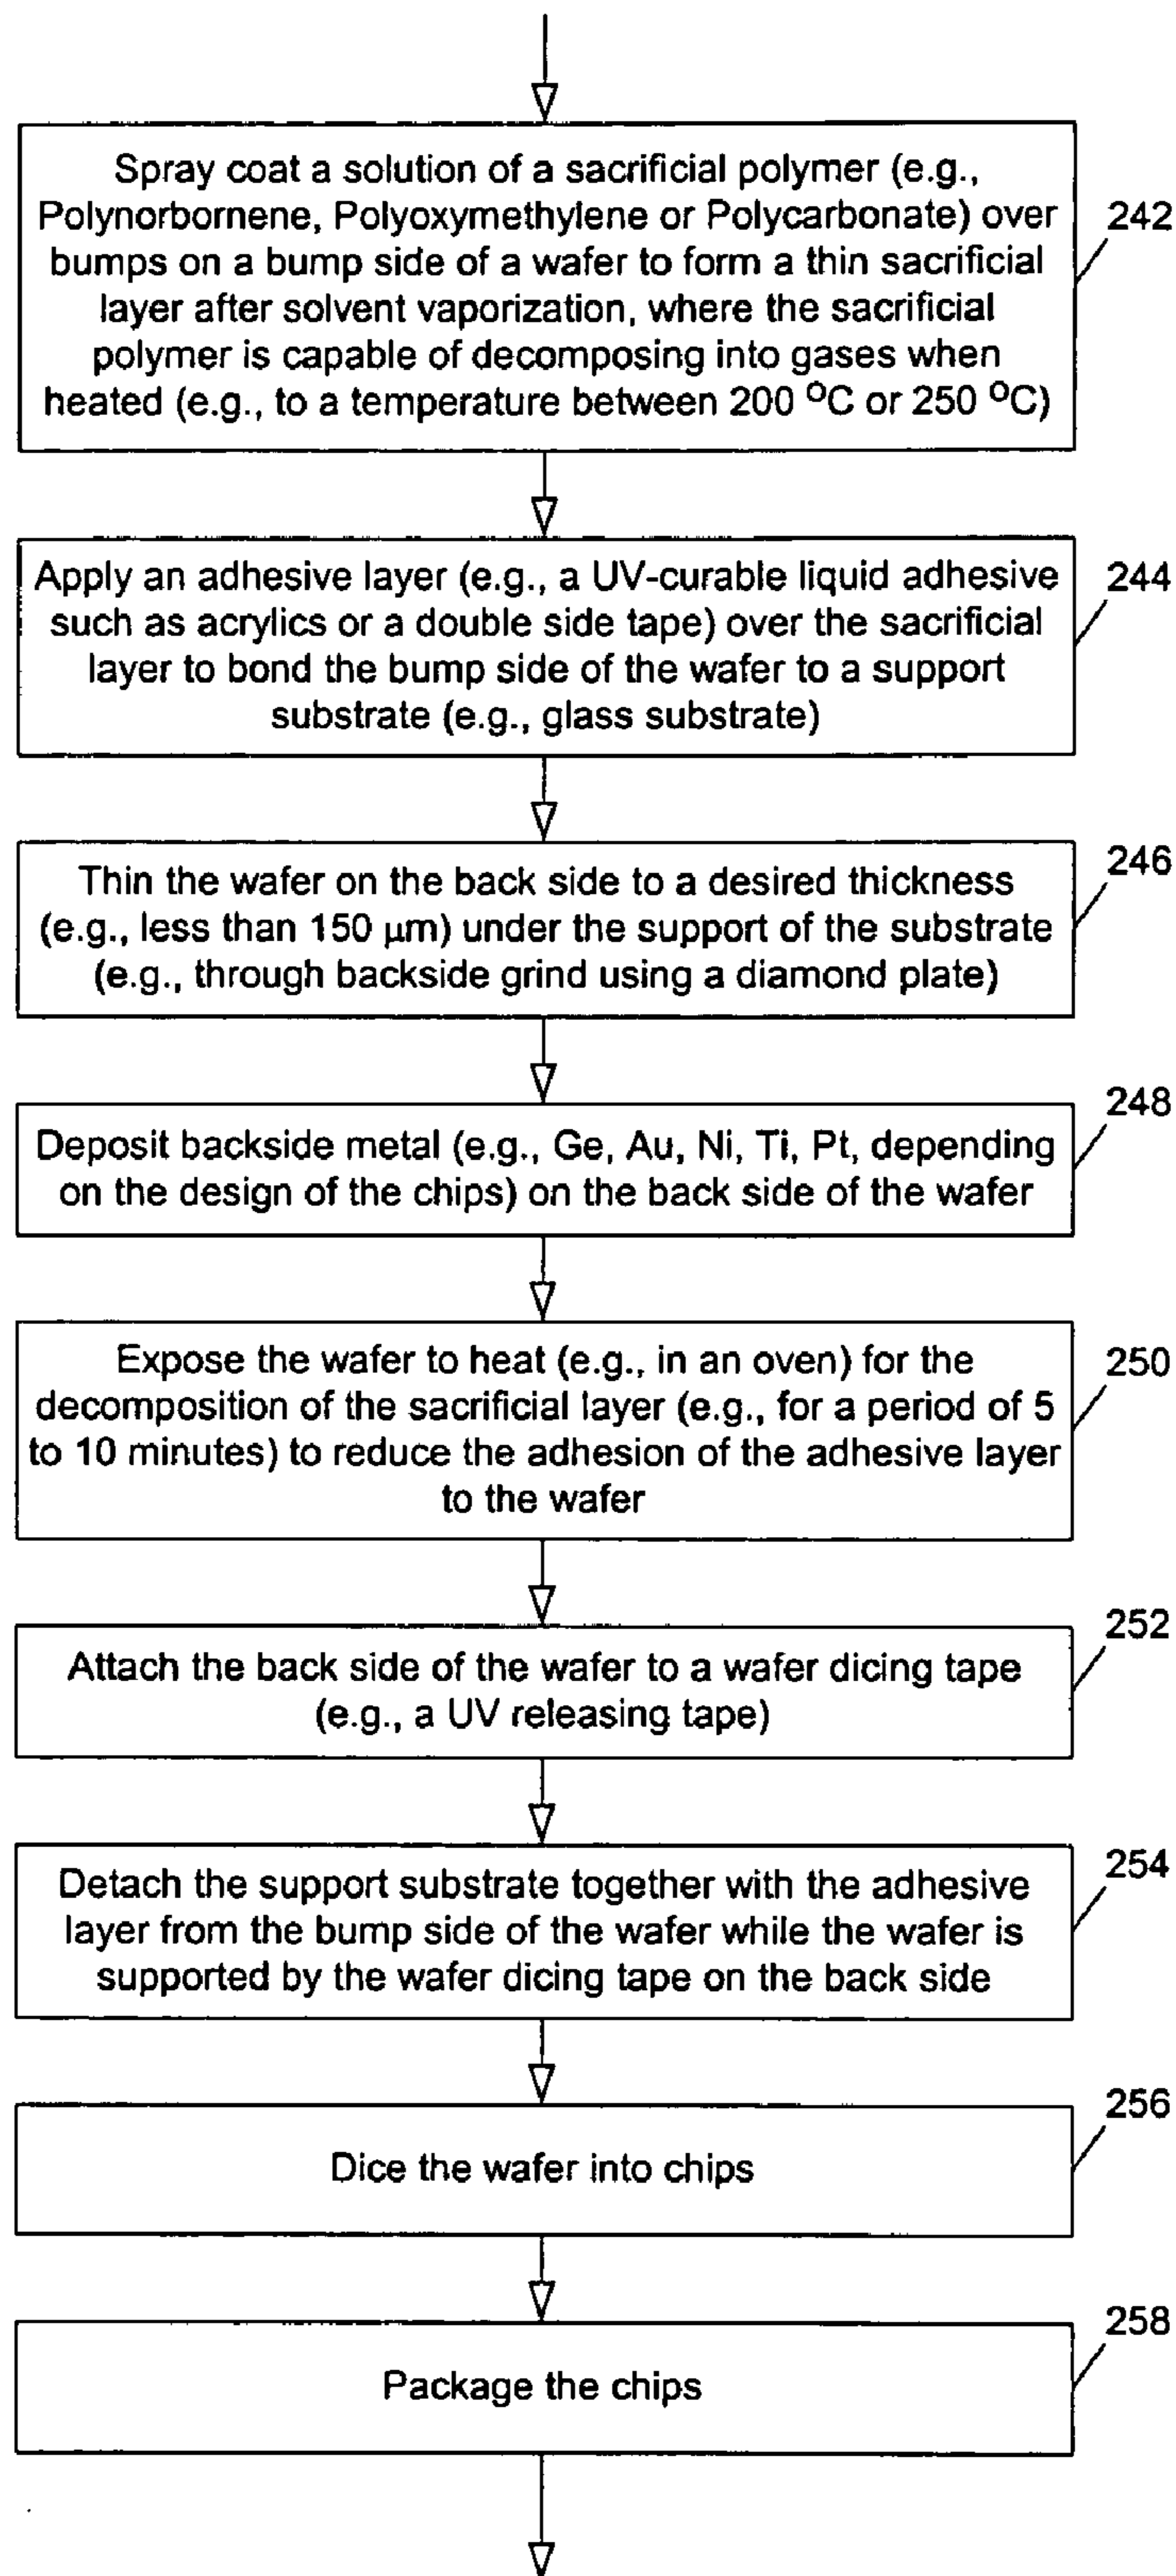 Spray coat a solution of a sacrificial polymer (e.g.,
Polynorbornene, Polyoxymethylene or Polycarbonate) over
bumps on a bump side of a wafer to form a thin sacrificial
layer after solvent vaporization, where the sacrificial
polymer is capable of decomposing into gases when
heated (e.g., to a temperature between 200 °C or 250 °C)
242
Apply an adhesive layer (e.g., a UV-curable liquid adhesive
such as acrylics or a double side tape) over the sacrificial
layer to bond the bump side of the wafer to a support
substrate (e.g., glass substrate)
244
Thin the wafer on the back side to a desired thickness
(e.g., less than 150 µm) under the support of the substrate
(e.g., through backside grind using a diamond plate)
246
Deposit backside metal (e.g., Ge, Au, Ni, Ti, Pt, depending
on the design of the chips) on the back side of the wafer
248
Expose the wafer to heat (e.g., in an oven) for the
decomposition of the sacrificial layer (e.g., for a period of 5
to 10 minutes) to reduce the adhesion of the adhesive layer
to the wafer
250
Attach the back side of the wafer to a wafer dicing tape
(e.g., a UV releasing tape)
252
Detach the support substrate together with the adhesive
layer from the bump side of the wafer while the wafer is
supported by the wafer dicing tape on the back side
254
Dice the wafer into chips
256
Package the chips
258